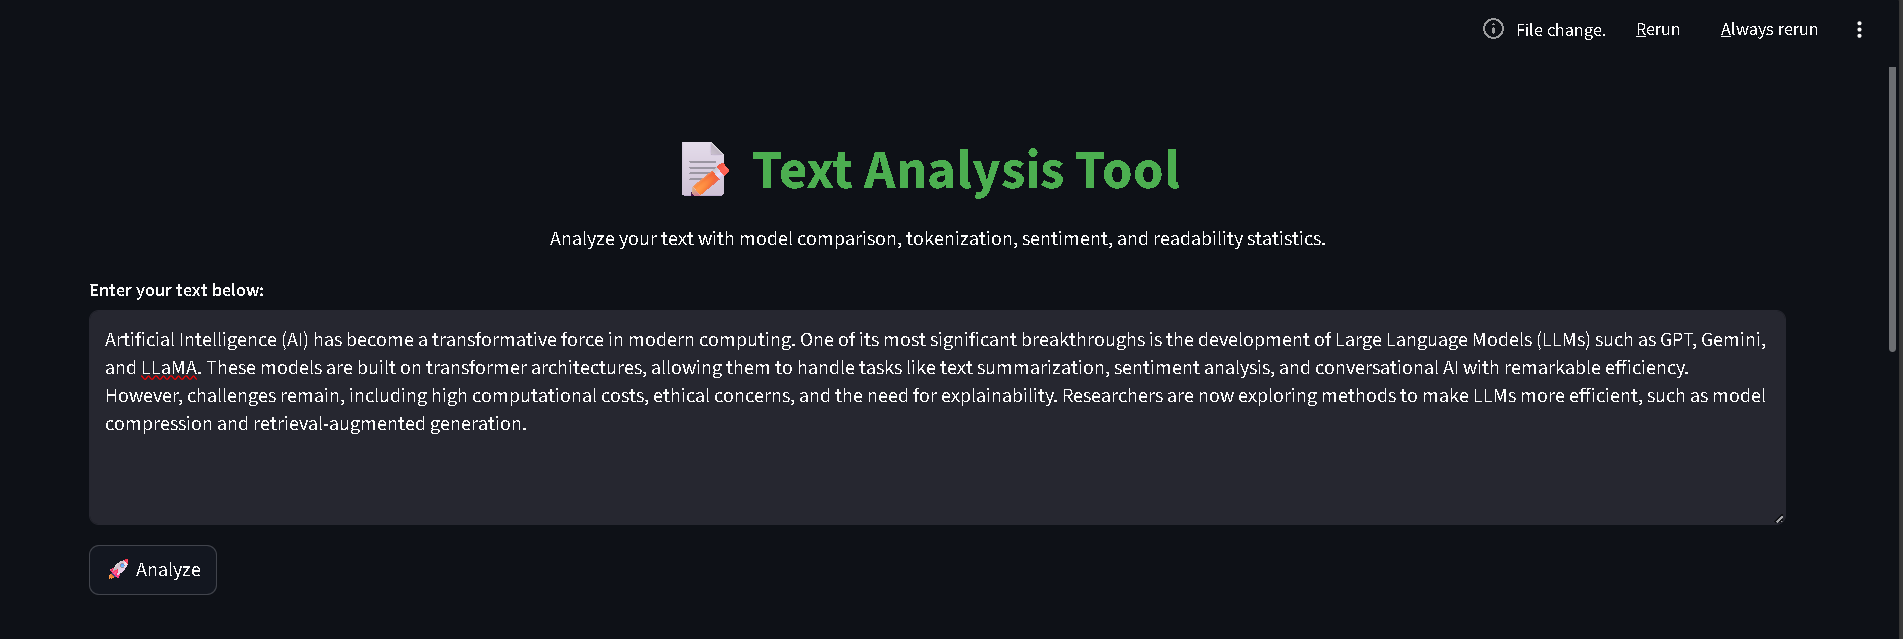 File change. Rerun Always rerun
Text Analysis Tool
Analyze your text with model comparison, tokenization, sentiment, and readability statistics.
Enter your text below:
Artificial Intelligence (AI) has become a transformative force in modern computing. One of its most significant breakthroughs is the development of Large Language Models (LLMs) such as GPT, Gemini,
and LLaMA. These models are built on transformer architectures, allowing them to handle tasks like text summarization, sentiment analysis, and conversational AI with remarkable efficiency.
However, challenges remain, including high computational costs, ethical concerns, and the need for explainability. Researchers are now exploring methods to make LLMs more efficient, such as model
compression and retrieval-augmented generation.
Analyze